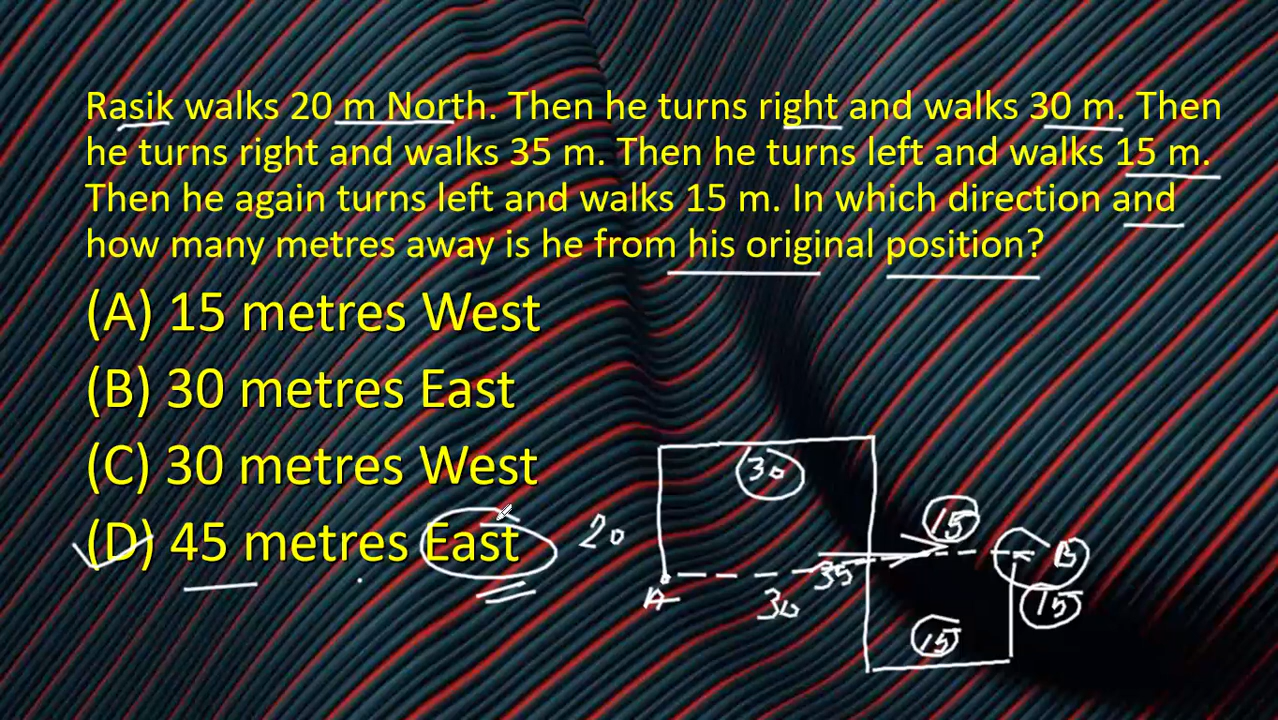 Rasik walks 20 m North. Then he turns right and walks 30 m. Then
he turns right and walks 35 m. Then he turns left and walks 15 m.
Then he again turns left and walks 15 m. In which direction and
how many metres away is he from his original position?
(A) 15 metres West
(B) 30 metres East
(C) 30 metres West
(D) 45 metres East
30
20
15
35
B
A
30
15
15